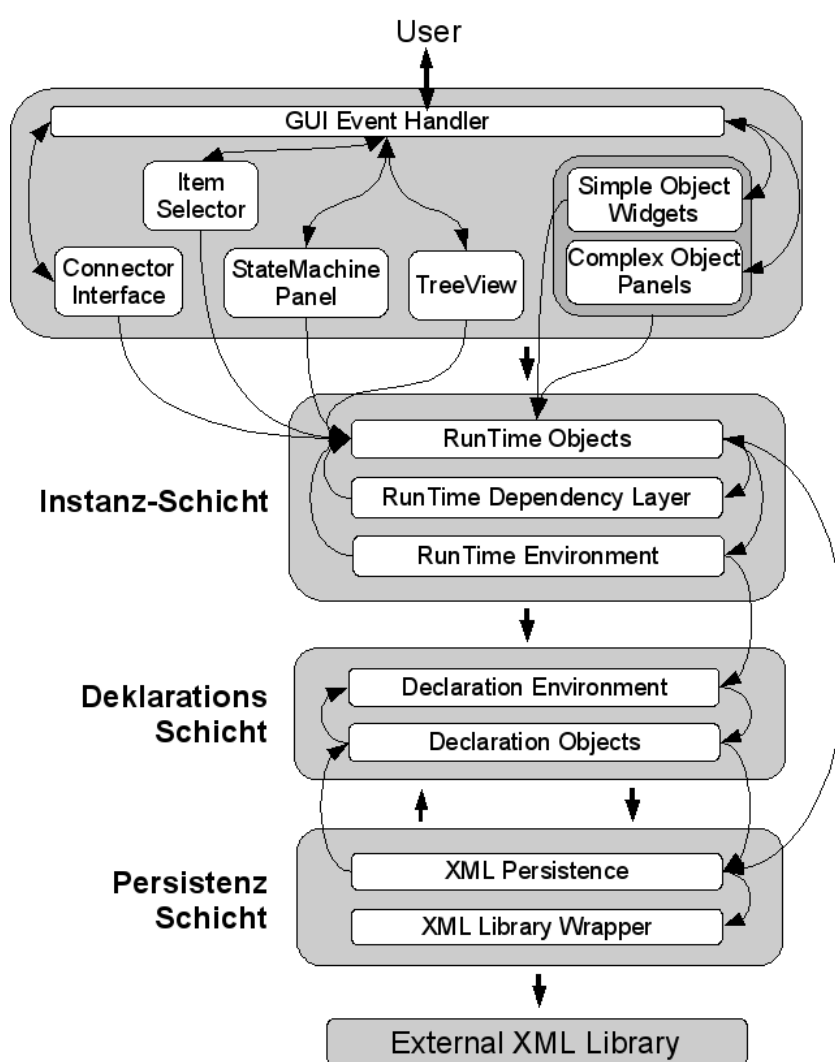 User
GUI Event Handler
Item
Selector
Simple Object
Widgets
Connector
Interface
StateMachine
Panel
TreeView
Complex Object
Panels
RunTime Objects
Instanz-Schicht
RunTime Dependency Layer
RunTime Environment
Deklarations
Schicht
Declaration Environment
Declaration Objects
Persistenz
Schicht
XML Persistence
XML Library Wrapper
External XML Library